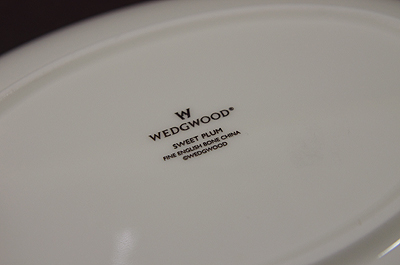 W
WEDGWOOD®
SWEET PLUM
FINE ENGLISH BONE CHINA
©WEDGWOOD